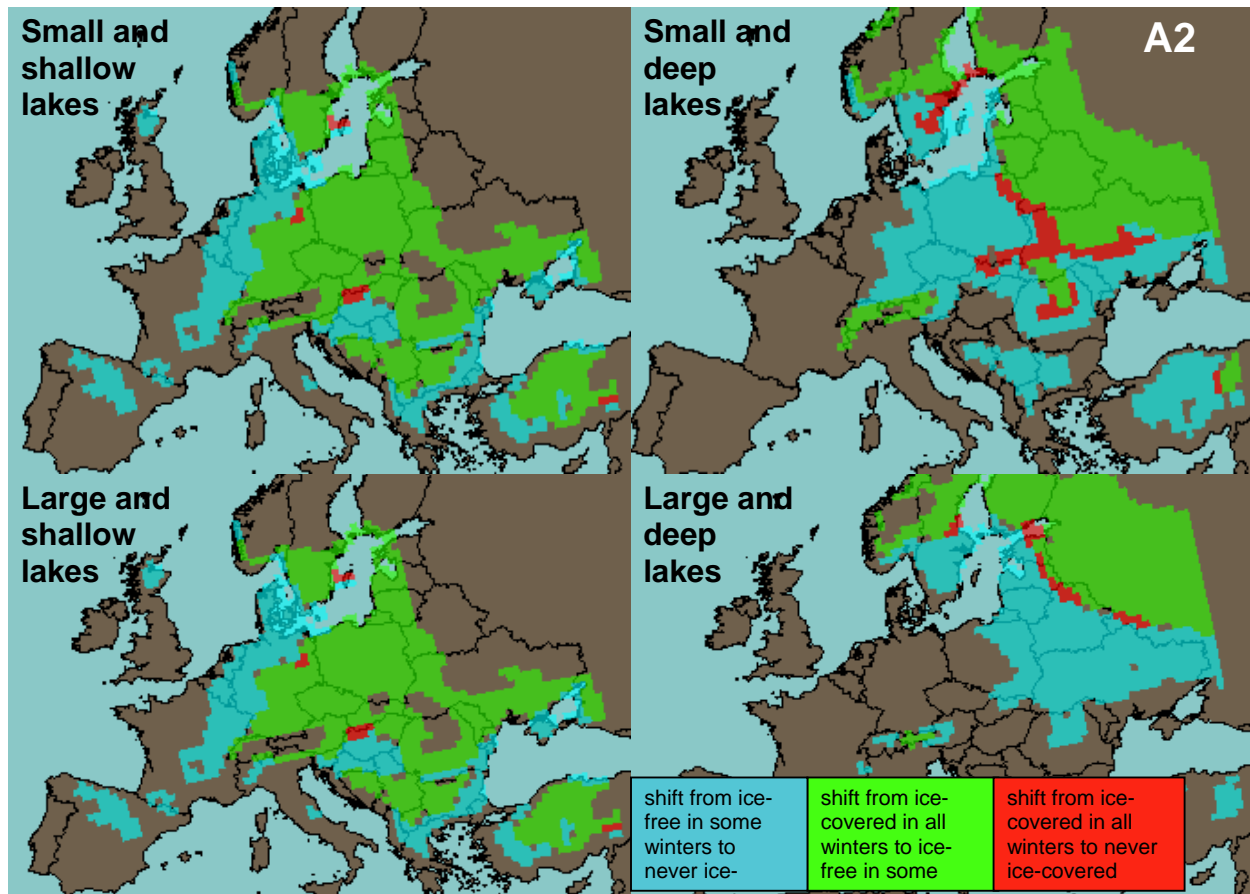 Small and
shallow
lakes
Small and
deep
lakes
A2
Large and
shallow
lakes
Large and
deep
lakes
shift from ice-
free in some
winters to
never ice-
shift from ice-
covered in all
winters to ice-
free in some
shift from ice-
covered in all
winters to never
ice-covered